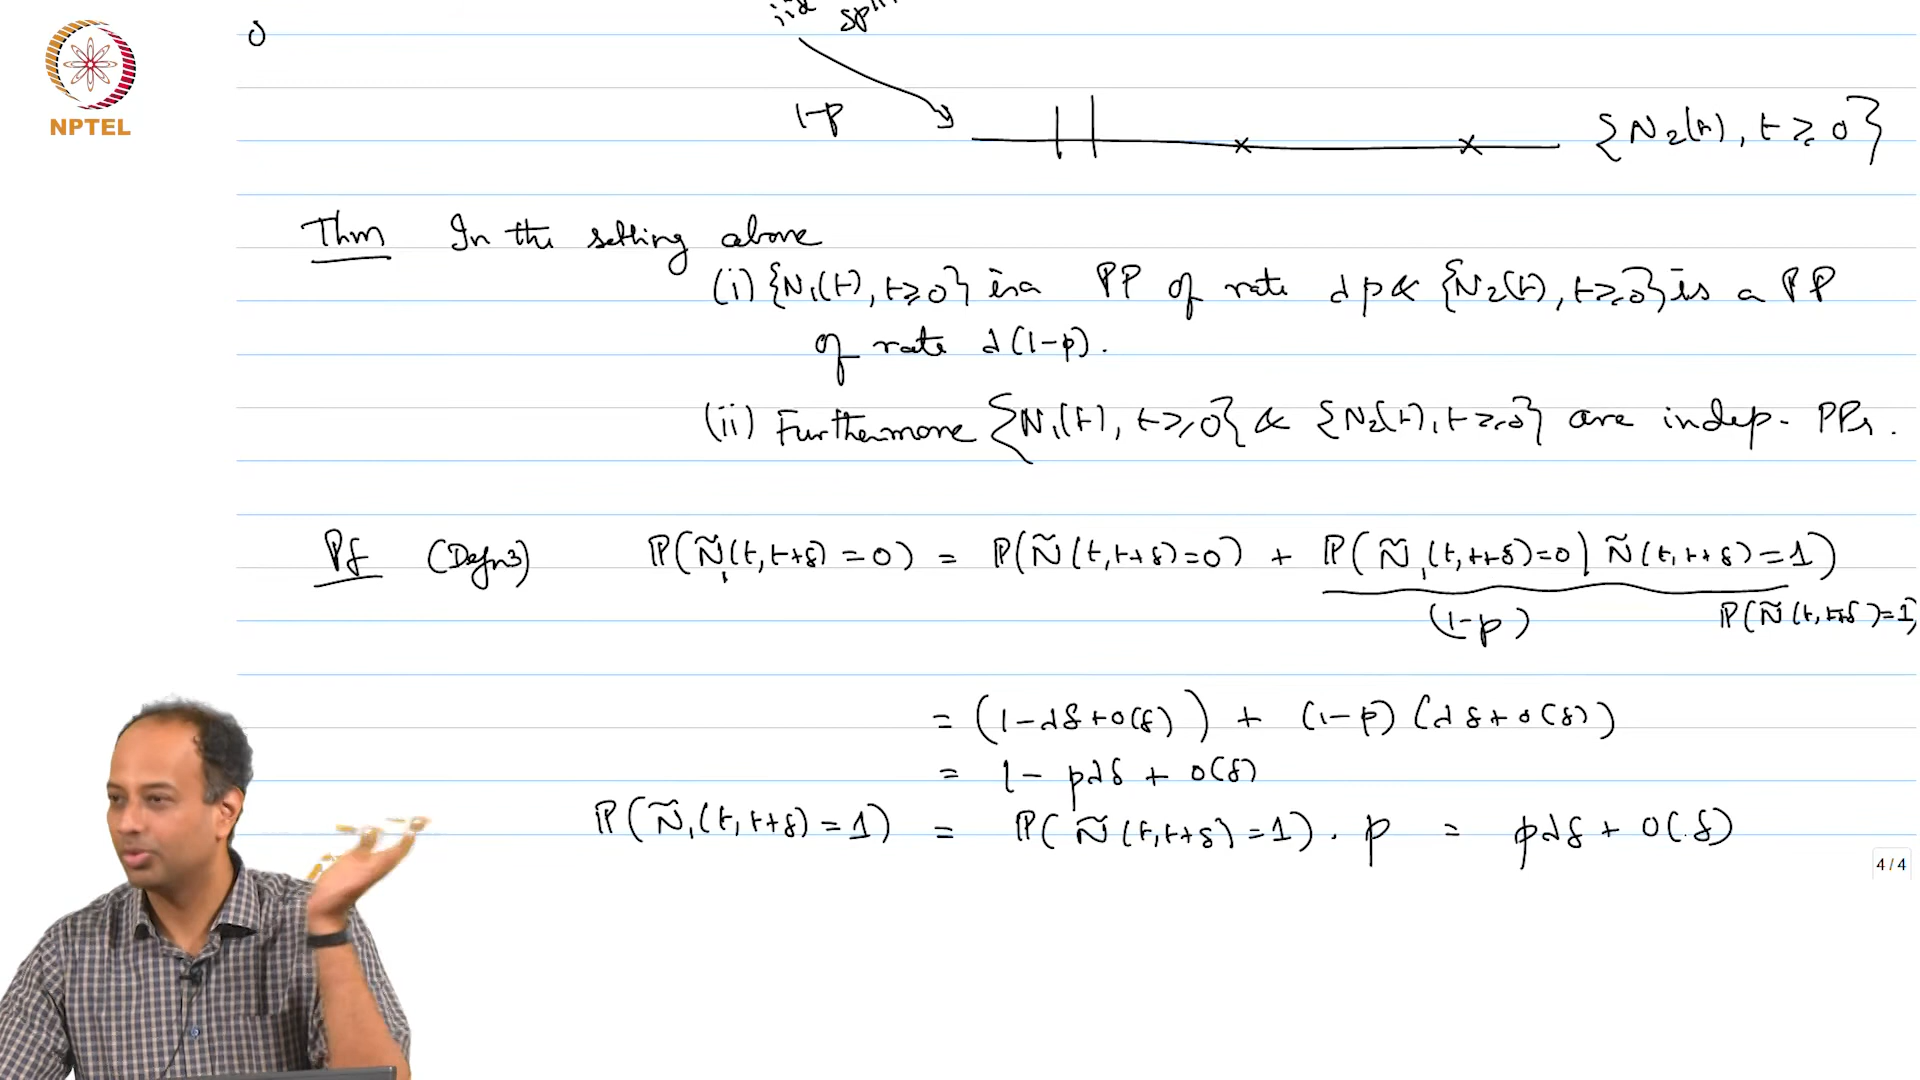 iid
0
NPTEL
1-p {N₂(t), t ≥ 0}
Thm In the setting above
(i) {N₁(t), t ≥ 0} is a PP of rate λp & {N₂(t), t ≥ 0} is a PP
of rate λ(1-p).
(ii) Furthermore {N₁(t), t ≥ 0} & {N₂(t), t ≥ 0} are indep. PPs.
Pf (Defn3) ℙ(Ñ₁(t, t+δ) = 0) = ℙ(Ñ(t, t+δ) = 0) + ℙ(Ñ₁(t, t+δ) = 0 | Ñ(t, t+δ) = 1)
(1-p) ℙ(Ñ(t, t+δ) = 1)
= (1-λδ+o(δ)) + (1-p) (λδ + o(δ))
= 1 - pλδ + o(δ)
ℙ(Ñ₁(t, t+δ) = 1) = ℙ(Ñ(t, t+δ) = 1) . p = pλδ + o(δ)
4 / 4